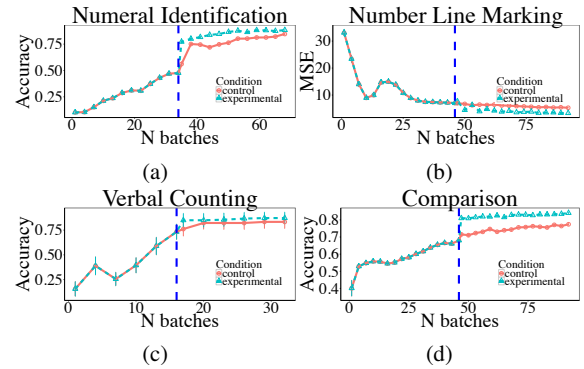 Numeral Identification
Accuracy
0.75
0.50
0.25
Condition
control
experimental
0 20 40 60
N batches
(a)
Number Line Marking
MSE
30
20
10
Condition
control
experimental
0 25 50 75
N batches
(b)
Verbal Counting
Accuracy
0.75
0.50
0.25
Condition
control
experimental
0 10 20 30
N batches
(c)
Comparison
Accuracy
0.8
0.7
0.6
0.5
0.4
Condition
control
experimental
0 25 50 75
N batches
(d)